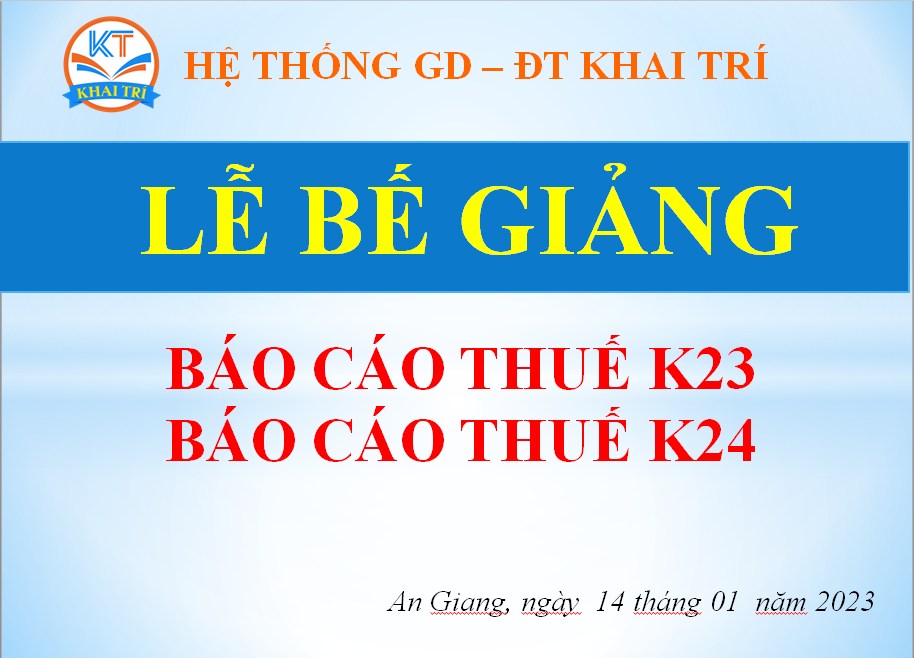 KT
KHAI TRÍ
HỆ THỐNG GD – ĐT KHAI TRÍ
LỄ BẾ GIẢNG
BÁO CÁO THUẾ K23
BÁO CÁO THUẾ K24
An Giang, ngày 14 tháng 01 năm 2023